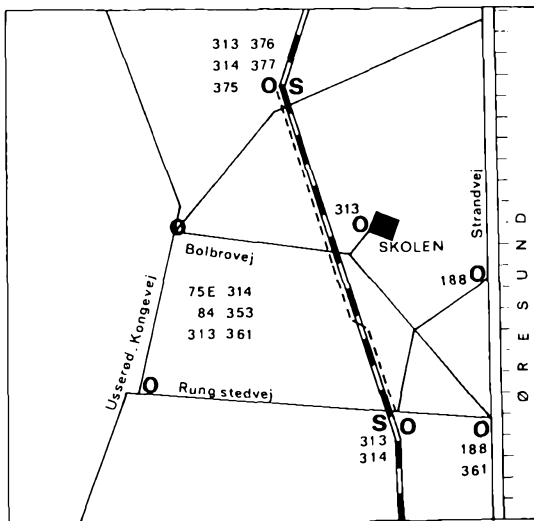 313 376
314 377
375 O S
313 O
SKOLEN
Strandvej
ØRESUND
O
Bolbrovej
188 O
75E 314
84 353
313 361
Usserød. Kongevej
O
Rung stedvej
S O
313
314
O
188
361